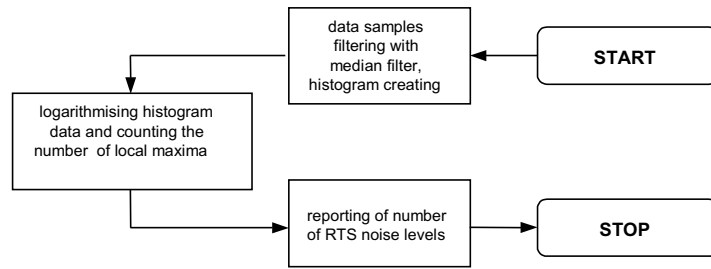 START
data samples
filtering with
median filter,
histogram creating
logarithmising histogram
data and counting the
number of local maxima
reporting of number
of RTS noise levels
STOP